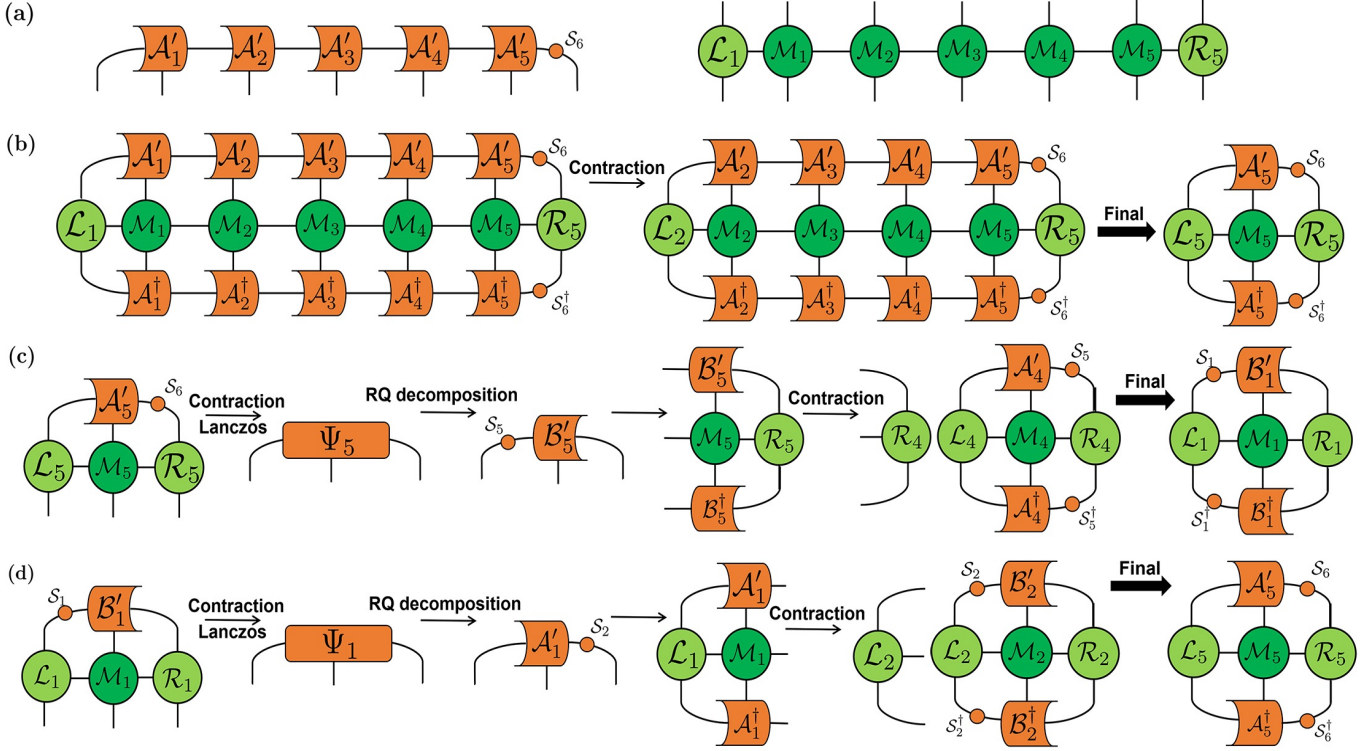 (a)
𝒜′₁ 𝒜′₂ 𝒜′₃ 𝒜′₄ 𝒜′₅ 𝒮₆ ℒ₁ ℳ₁ ℳ₂ ℳ₃ ℳ₄ ℳ₅ ℛ₅
(b)
𝒜′₁ 𝒜′₂ 𝒜′₃ 𝒜′₄ 𝒜′₅ 𝒮₆ Contraction 𝒜′₂ 𝒜′₃ 𝒜′₄ 𝒜′₅ 𝒮₆ 𝒜′₅ 𝒮₆
ℒ₁ ℳ₁ ℳ₂ ℳ₃ ℳ₄ ℳ₅ ℛ₅ ℒ₂ ℳ₂ ℳ₃ ℳ₄ ℳ₅ ℛ₅ Final ℒ₅ ℳ₅ ℛ₅
𝒜†₁ 𝒜†₂ 𝒜†₃ 𝒜†₄ 𝒜†₅ 𝒮†₆ 𝒜†₂ 𝒜†₃ 𝒜†₄ 𝒜†₅ 𝒮†₆ 𝒜†₅ 𝒮†₆
(c)
𝒜′₅ 𝒮₆ Contraction RQ decomposition ℬ′₅ Contraction 𝒜′₄ 𝒮₅ Final 𝒮₁ ℬ′₁
Lanczos Ψ₅ 𝒮₅ ℬ′₅
ℒ₅ ℳ₅ ℛ₅ ℳ₅ ℛ₅ ℛ₄ ℒ₄ ℳ₄ ℛ₄ ℒ₁ ℳ₁ ℛ₁
ℬ†₅ 𝒜†₄ 𝒮†₅ 𝒮†₁ ℬ†₁
(d)
𝒮₁ ℬ′₁ Contraction RQ decomposition 𝒜′₁ Contraction 𝒮₂ ℬ′₂ Final 𝒜′₅ 𝒮₆
Lanczos Ψ₁ 𝒜′₁ 𝒮₂
ℒ₁ ℳ₁ ℛ₁ ℒ₁ ℳ₁ ℒ₂ ℒ₂ ℳ₂ ℛ₂ ℒ₅ ℳ₅ ℛ₅
𝒜†₁ 𝒮†₂ ℬ†₂ 𝒜†₅ 𝒮†₆